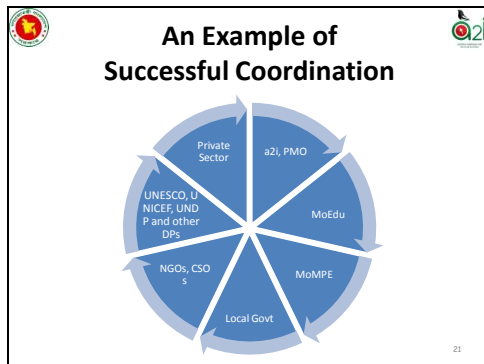 An Example of
Successful Coordination
a2i
Private
Sector
a2i, PMO
UNESCO, U
NICEF, UND
P and other
DPs
MoEdu
NGOs, CSO
s
MoMPE
Local Govt
21